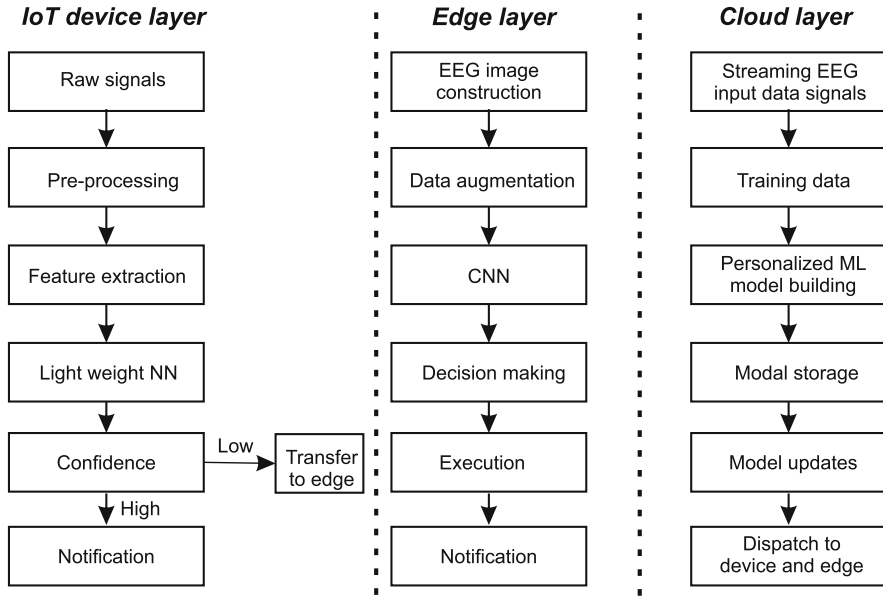 IoT device layer
Raw signals
Pre-processing
Feature extraction
Light weight NN
Confidence
Low
Transfer
to edge
High
Notification
Edge layer
EEG image
construction
Data augmentation
CNN
Decision making
Execution
Notification
Cloud layer
Streaming EEG
input data signals
Training data
Personalized ML
model building
Modal storage
Model updates
Dispatch to
device and edge